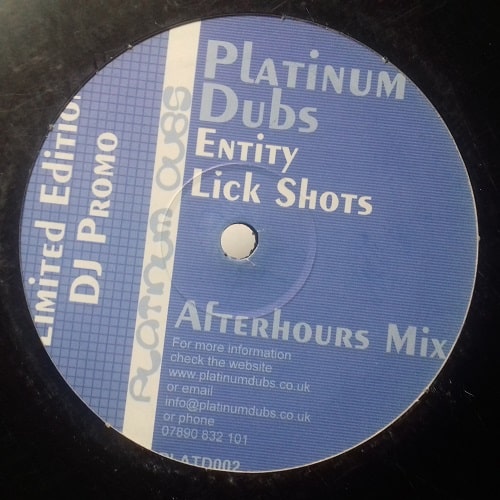 Limited Edition
DJ Promo
Platinum Dubs
Platinum
Dubs
Entity
Lick Shots
Afterhours Mix
For more information
check the website
www.platinumdubs.co.uk
or email
info@platinumdubs.co.uk
or phone
07890 832 101
PLATD002